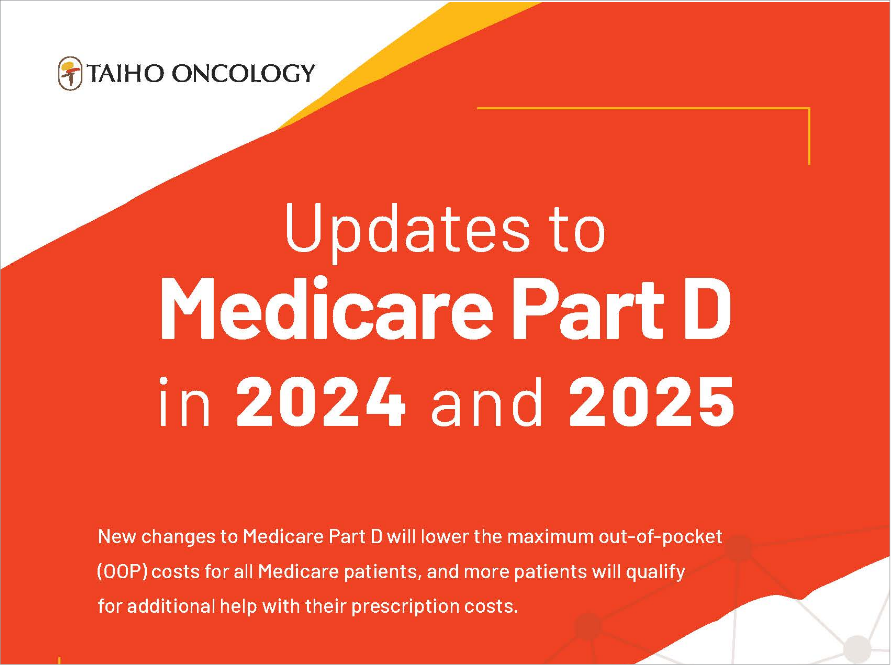 TAIHO ONCOLOGY
Updates to
Medicare Part D
in 2024 and 2025
New changes to Medicare Part D will lower the maximum out-of-pocket
(OOP) costs for all Medicare patients, and more patients will qualify
for additional help with their prescription costs.